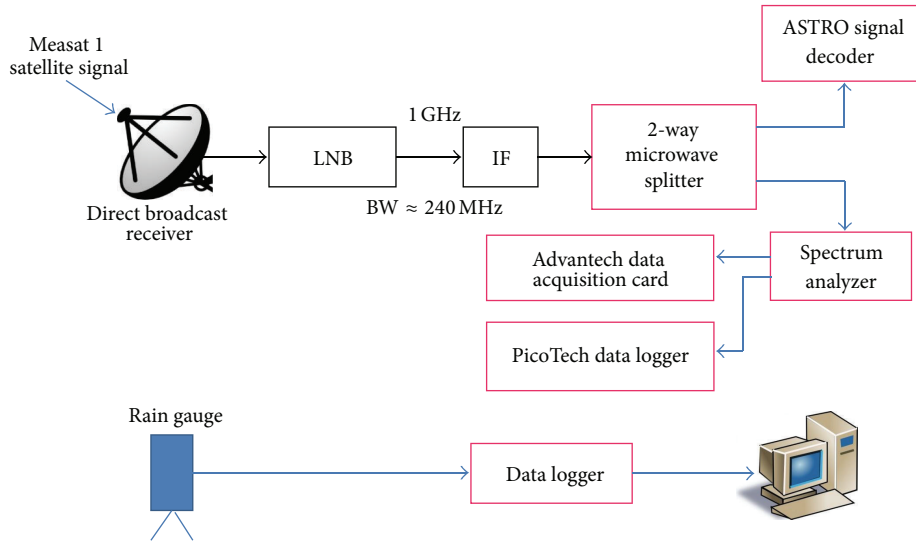 Measat 1
satellite signal
ASTRO signal
decoder
1 GHz
LNB
IF
2-way
microwave
splitter
BW ≈ 240 MHz
Direct broadcast
receiver
Advantech data
acquisition card
Spectrum
analyzer
PicoTech data logger
Rain gauge
Data logger